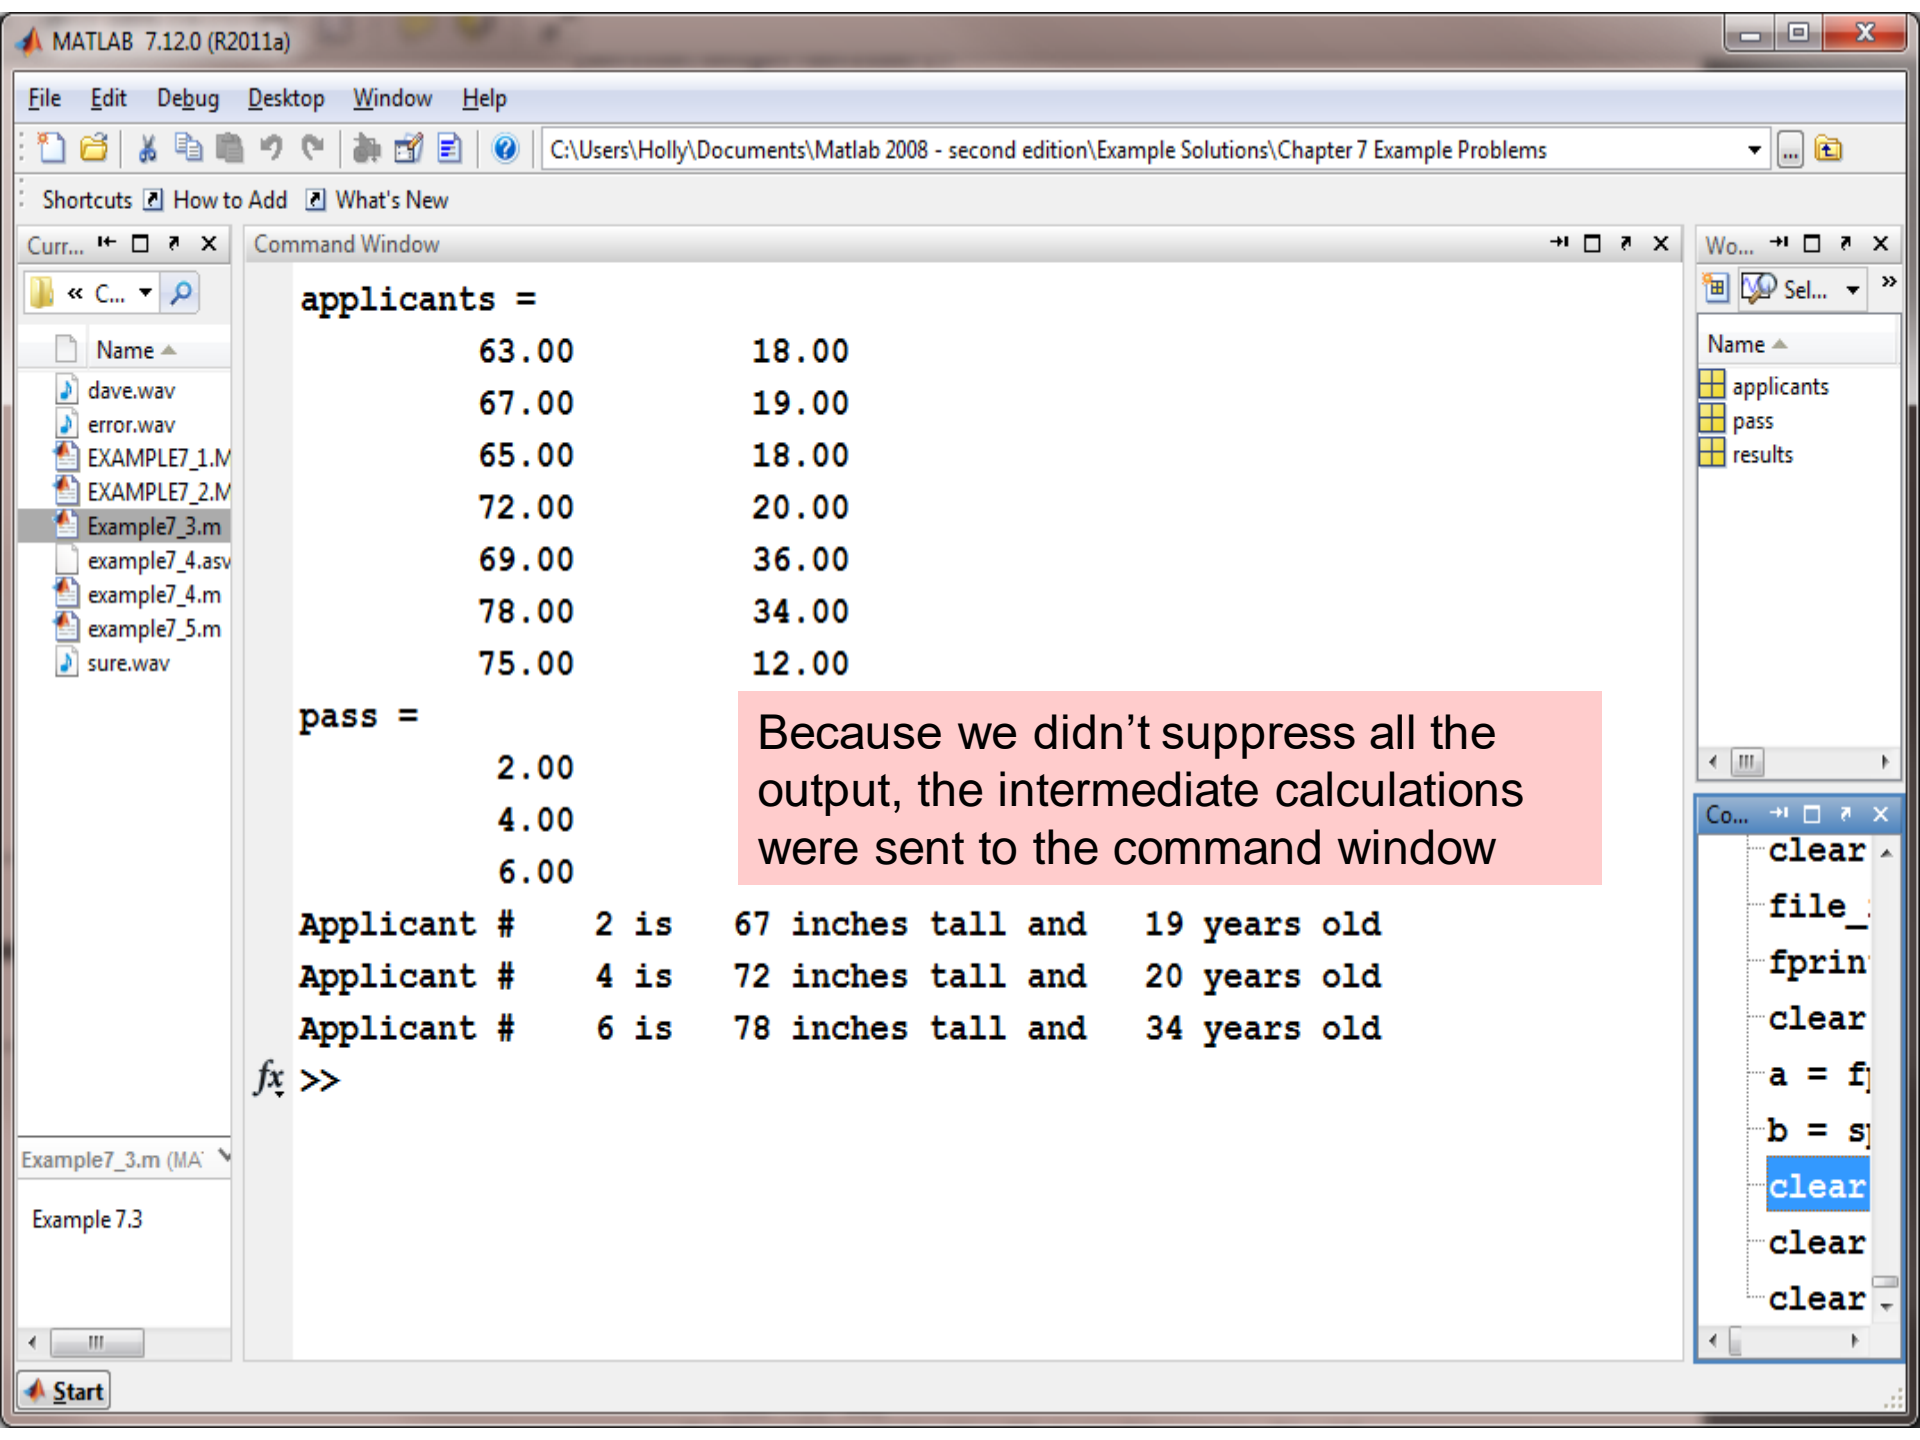 MATLAB 7.12.0 (R2011a)
File Edit Debug Desktop Window Help
C:\Users\Holly\Documents\Matlab 2008 - second edition\Example Solutions\Chapter 7 Example Problems
Shortcuts How to Add What's New
Curr...
« C...
Name
dave.wav
error.wav
EXAMPLE7_1.M
EXAMPLE7_2.M
Example7_3.m
example7_4.asv
example7_4.m
example7_5.m
sure.wav
Example7_3.m (MA
Example 7.3
Command Window
applicants =
63.00 18.00
67.00 19.00
65.00 18.00
72.00 20.00
69.00 36.00
78.00 34.00
75.00 12.00
pass =
2.00
4.00
6.00
Because we didn’t suppress all the
output, the intermediate calculations
were sent to the command window
Applicant # 2 is 67 inches tall and 19 years old
Applicant # 4 is 72 inches tall and 20 years old
Applicant # 6 is 78 inches tall and 34 years old
fx >>
Wo...
Sel... »
Name
applicants
pass
results
Co...
clear
file_
fprin
clear
a = f
b = s
clear
clear
clear
Start